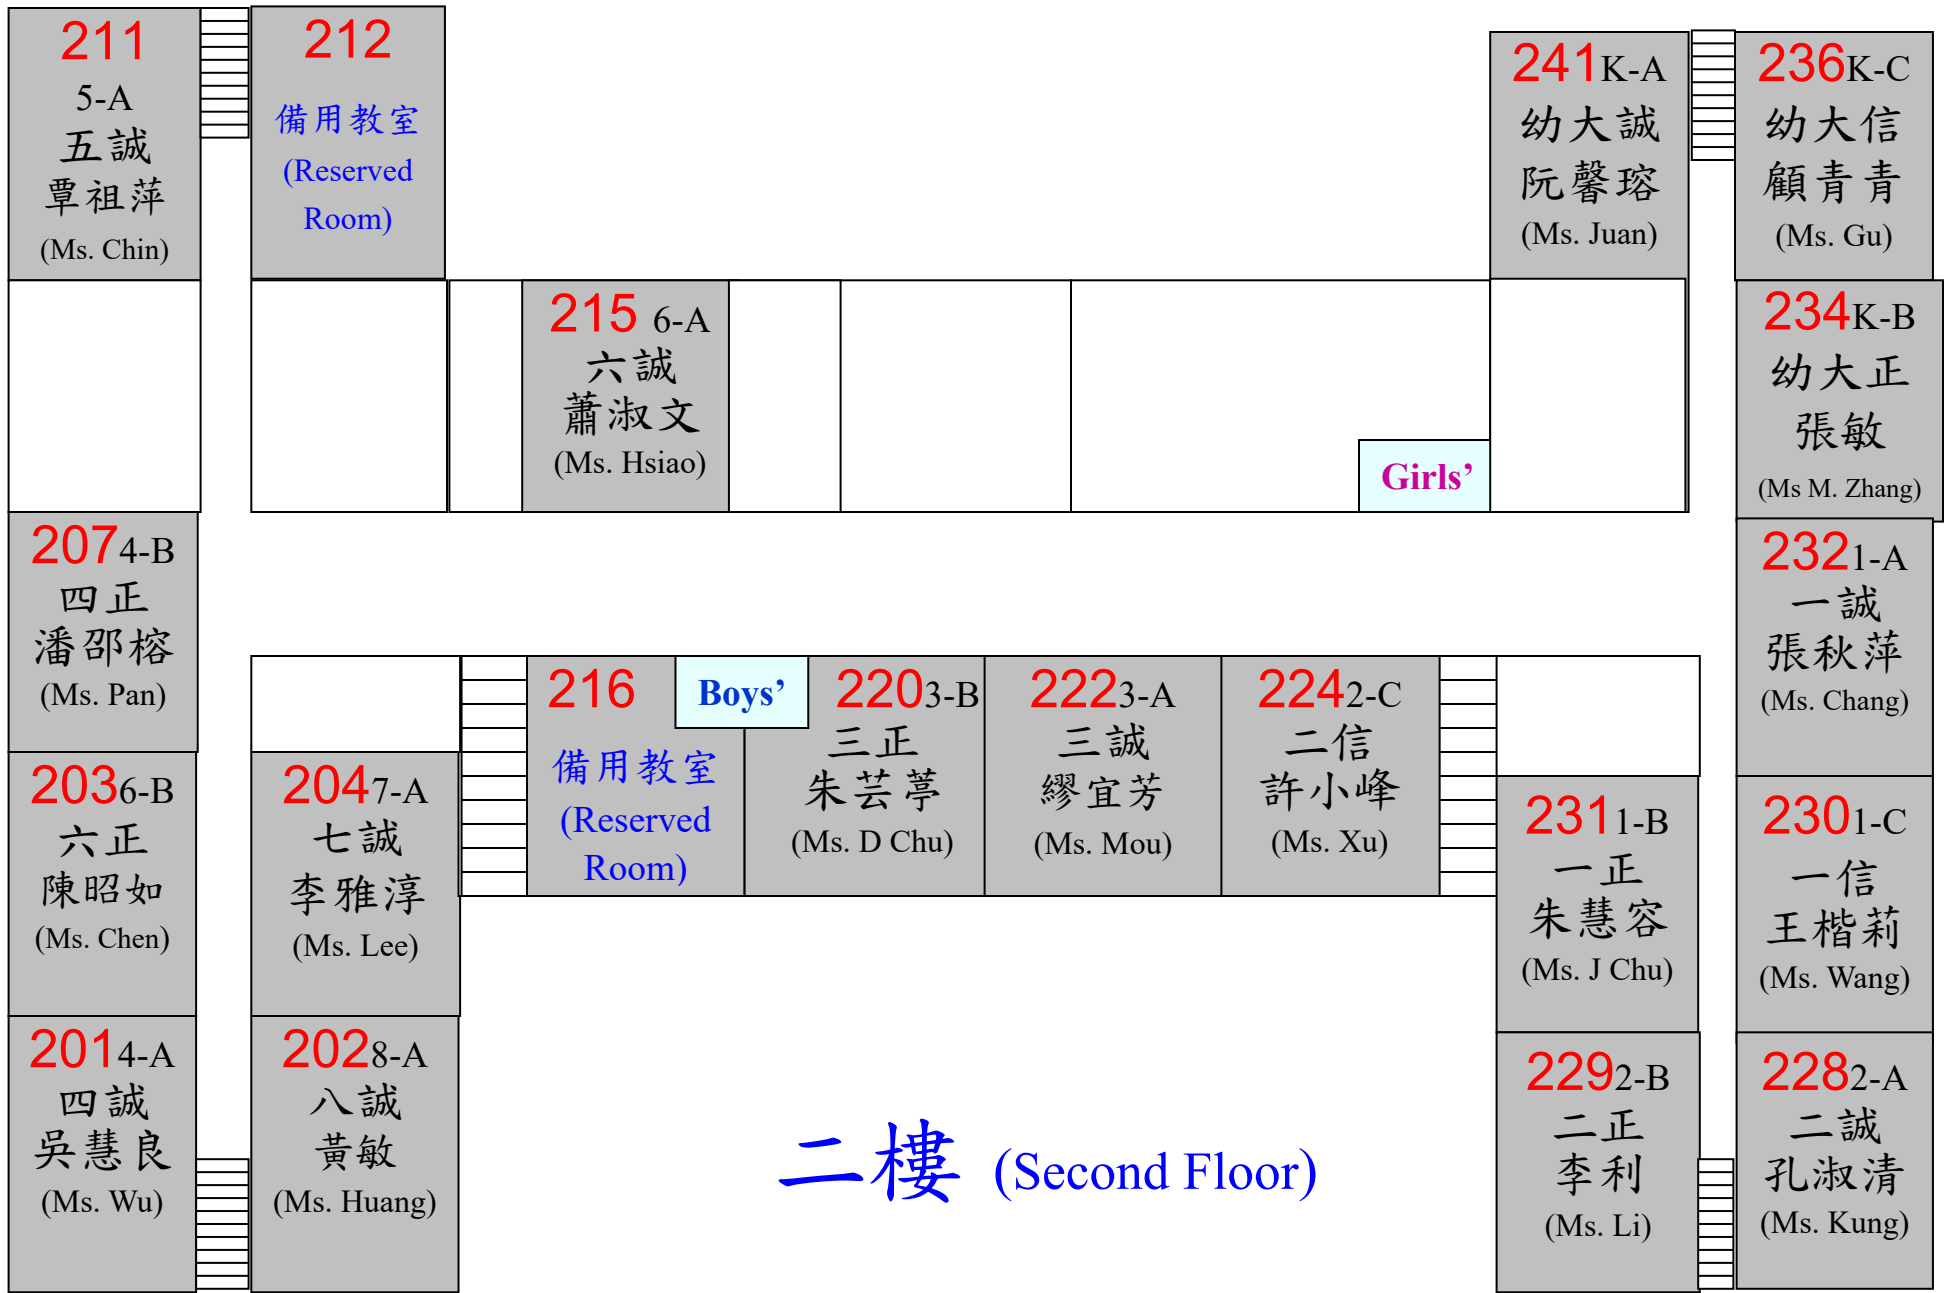 211
5-A
五誠
覃祖萍
(Ms. Chin)
212
備用教室
(Reserved
Room)
241K-A
幼大誠
阮馨瑢
(Ms. Juan)
236K-C
幼大信
顧青青
(Ms. Gu)
215 6-A
六誠
蕭淑文
(Ms. Hsiao)
Girls’
234K-B
幼大正
張敏
(Ms M. Zhang)
2074-B
四正
潘邵榕
(Ms. Pan)
2321-A
一誠
張秋萍
(Ms. Chang)
216
備用教室
(Reserved
Room)
Boys’
2203-B
三正
朱芸葶
(Ms. D Chu)
2223-A
三誠
繆宜芳
(Ms. Mou)
2242-C
二信
許小峰
(Ms. Xu)
2036-B
六正
陳昭如
(Ms. Chen)
2047-A
七誠
李雅淳
(Ms. Lee)
2311-B
一正
朱慧容
(Ms. J Chu)
2301-C
一信
王楷莉
(Ms. Wang)
2014-A
四誠
吳慧良
(Ms. Wu)
2028-A
八誠
黃敏
(Ms. Huang)
二樓 (Second Floor)
2292-B
二正
李利
(Ms. Li)
2282-A
二誠
孔淑清
(Ms. Kung)